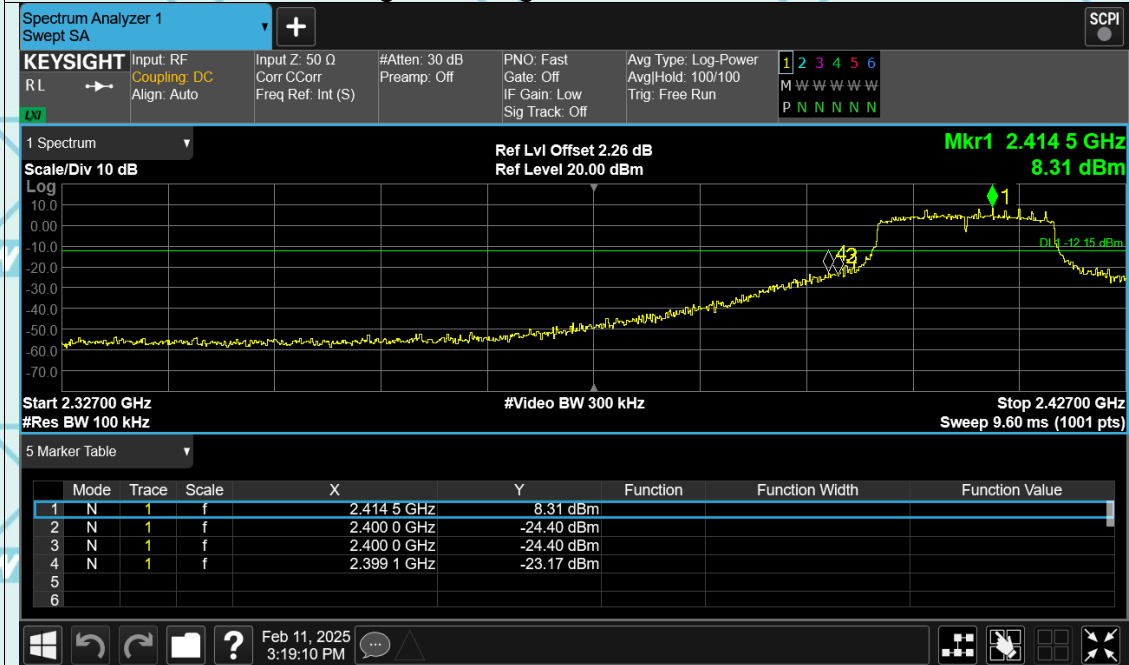 Spectrum Analyzer 1
Swept SA
+
SCPI
KEYSIGHT
RL
LXI
Input: RF
Coupling: DC
Align: Auto
Input Z: 50 Ω
Corr CCorr
Freq Ref: Int (S)
#Atten: 30 dB
Preamp: Off
PNO: Fast
Gate: Off
IF Gain: Low
Sig Track: Off
Avg Type: Log-Power
Avg|Hold: 100/100
Trig: Free Run
1 2 3 4 5 6
M W W W W W
P N N N N N
1 Spectrum
Scale/Div 10 dB
Ref Lvl Offset 2.26 dB
Ref Level 20.00 dBm
Mkr1 2.414 5 GHz
8.31 dBm
Log
10.0
0.00
-10.0
-20.0
-30.0
-40.0
-50.0
-60.0
-70.0
1
DL1 -12.15 dBm
Start 2.32700 GHz
#Video BW 300 kHz
Stop 2.42700 GHz
#Res BW 100 kHz
Sweep 9.60 ms (1001 pts)
5 Marker Table
Mode Trace Scale X Y Function Function Width Function Value
1 N 1 f 2.414 5 GHz 8.31 dBm
2 N 1 f 2.400 0 GHz -24.40 dBm
3 N 1 f 2.400 0 GHz -24.40 dBm
4 N 1 f 2.399 1 GHz -23.17 dBm
5
6
?
Feb 11, 2025
3:19:10 PM